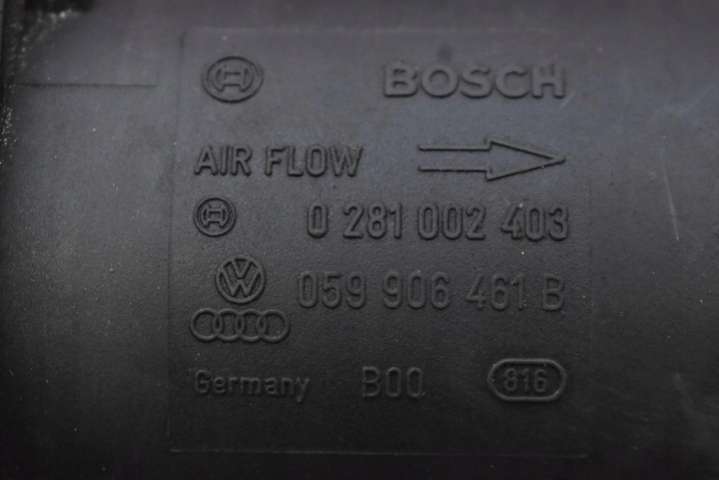 BOSCH
AIR FLOW
0 281 002 403
059 906 461 B
Germany B00 816